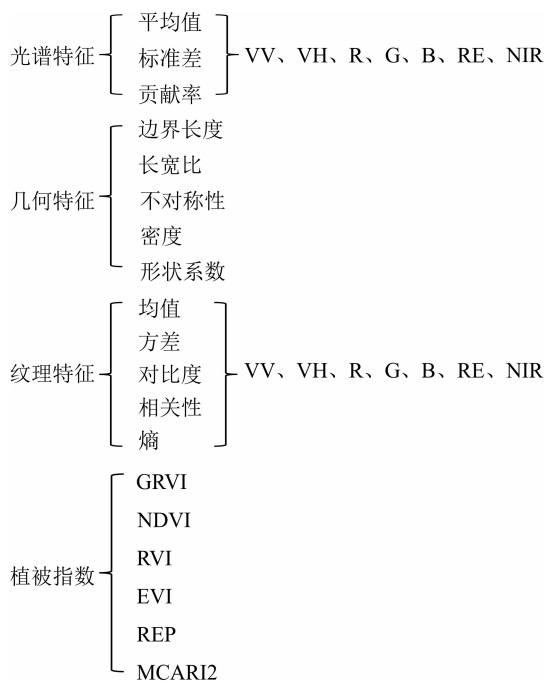 平均值
光谱特征 标准差 VV、VH、R、G、B、RE、NIR
贡献率
边界长度
长宽比
几何特征 不对称性
密度
形状系数
均值
方差
纹理特征 对比度 VV、VH、R、G、B、RE、NIR
相关性
熵
GRVI
NDVI
RVI
植被指数 EVI
REP
MCARI2